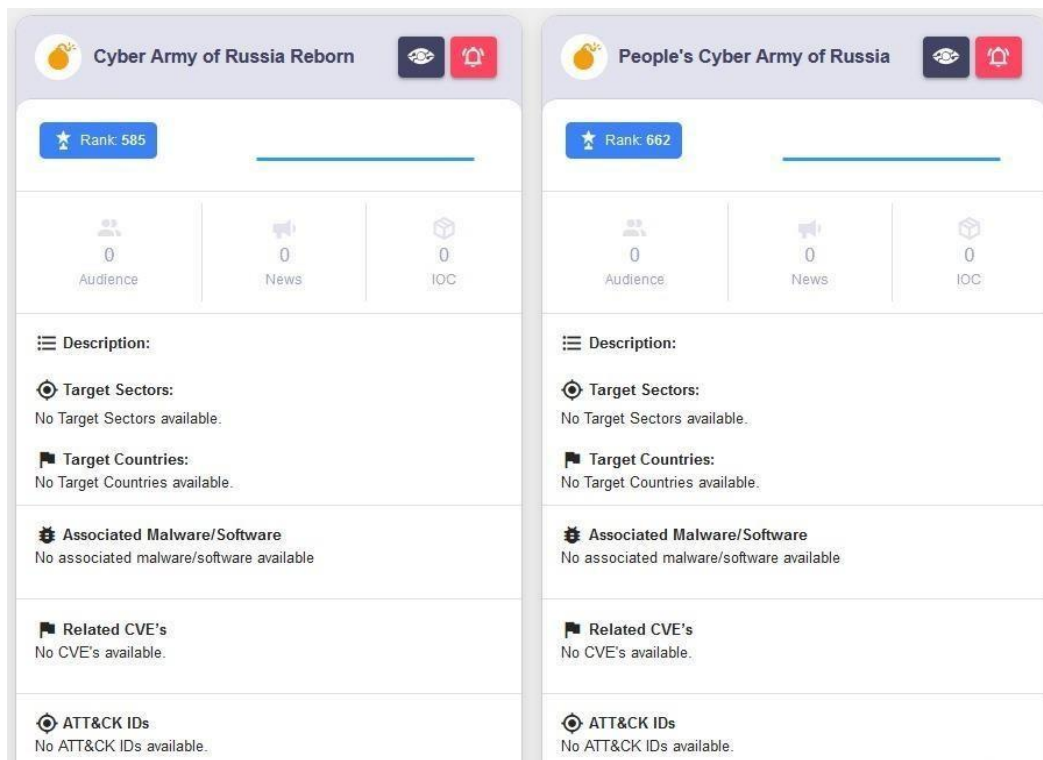 Cyber Army of Russia Reborn
Rank: 585
0
Audience
0
News
0
IOC
Description:
Target Sectors:
No Target Sectors available.
Target Countries:
No Target Countries available.
Associated Malware/Software
No associated malware/software available
Related CVE's
No CVE's available.
ATT&CK IDs
No ATT&CK IDs available.
People's Cyber Army of Russia
Rank: 662
0
Audience
0
News
0
IOC
Description:
Target Sectors:
No Target Sectors available.
Target Countries:
No Target Countries available.
Associated Malware/Software
No associated malware/software available
Related CVE's
No CVE's available.
ATT&CK IDs
No ATT&CK IDs available.